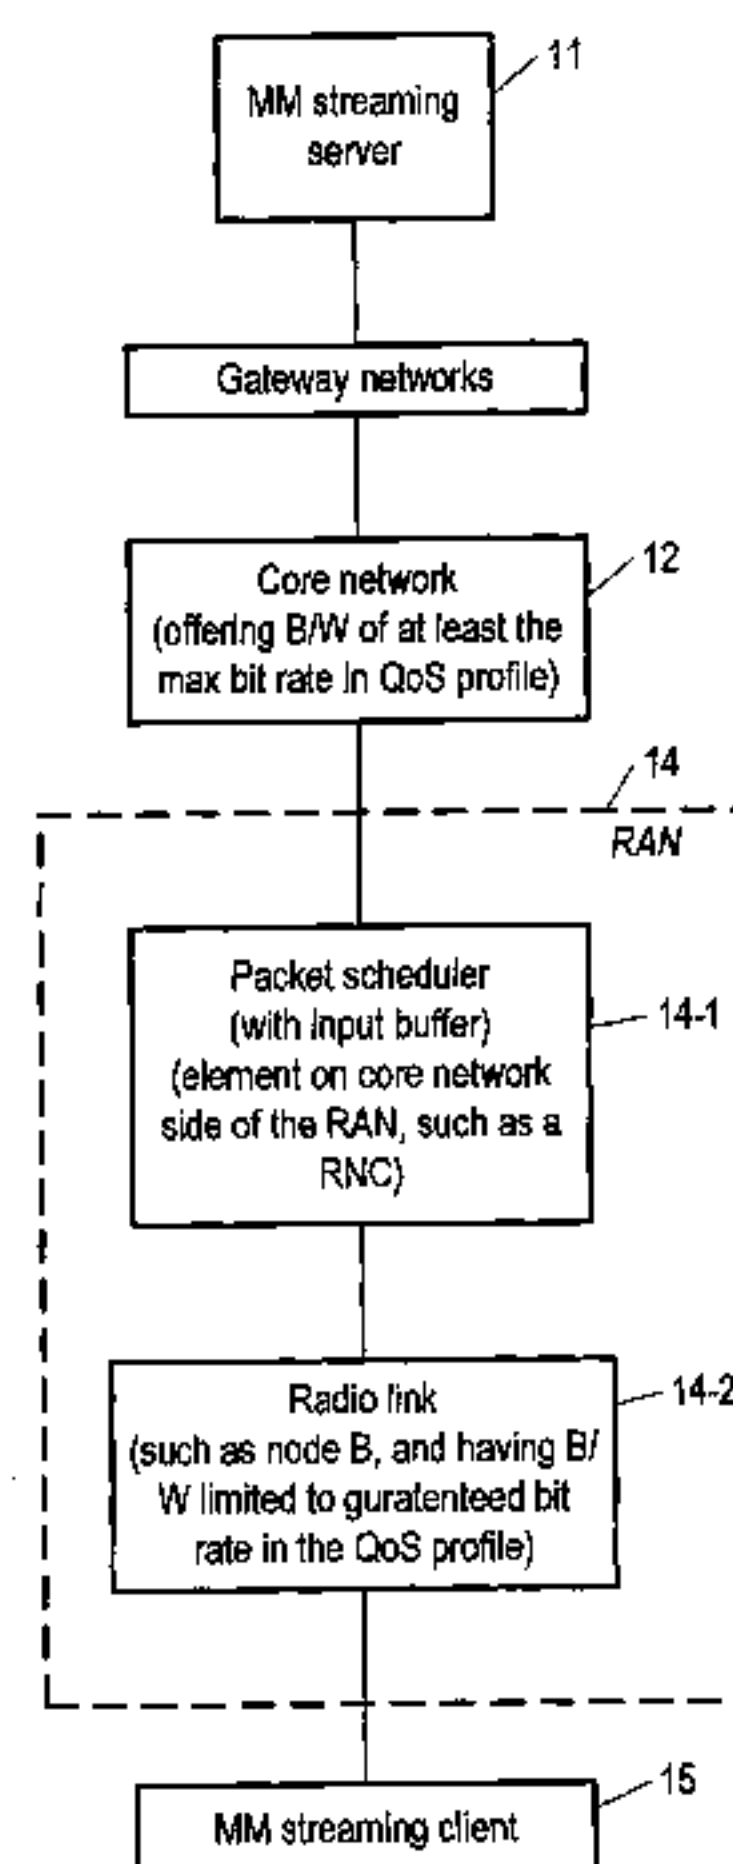 11
MM streaming
server
Gateway networks
12
Core network
(offering B/W of at least the
max bit rate in QoS profile)
14
RAN
Packet scheduler
(with input buffer)
(element on core network
side of the RAN, such as a
RNC)
14-1
Radio link
(such as node B, and having B/
W limited to guratenteed bit
rate in the QoS profile)
14-2
15
MM streaming client